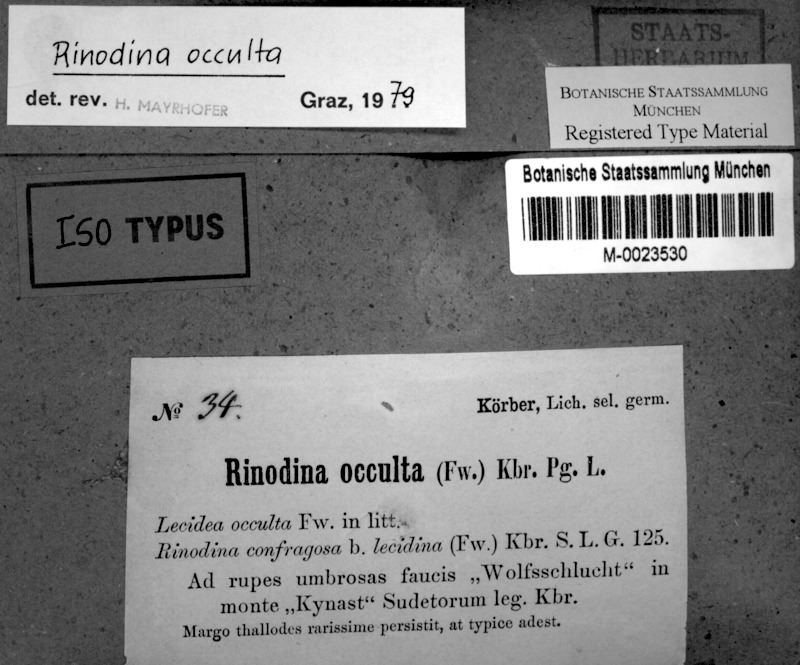 Rinodina occulta
det. rev. H. MAYRHOFER Graz, 1979
STAATS-
HERBARIUM
BOTANISCHE STAATSSAMMLUNG
MÜNCHEN
Registered Type Material
ISO TYPUS
Botanische Staatssammlung München
M-0023530
№ 34.
Körber, Lich. sel. germ.
Rinodina occulta (Fw.) Kbr. Pg. L.
Lecidea occulta Fw. in litt.
Rinodina confragosa b. lecidina (Fw.) Kbr. S. L. G. 125.
Ad rupes umbrosas faucis „Wolfsschlucht“ in
monte „Kynast“ Sudetorum leg. Kbr.
Margo thallodes rarissime persistit, at typice adest.